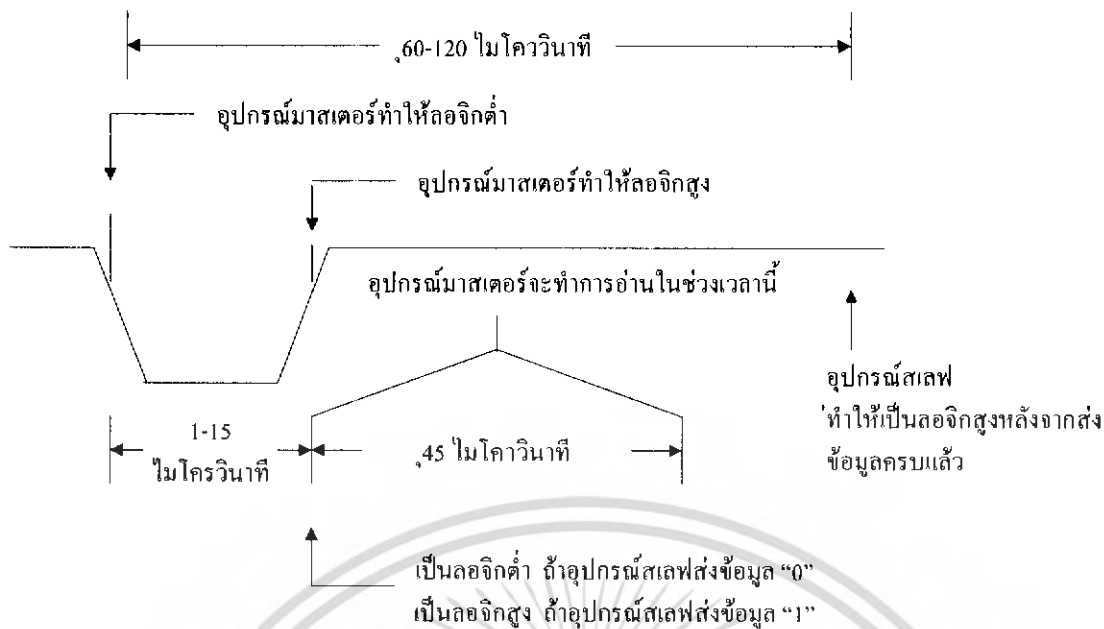 ุ60-120 ไมโคววินาที
อุปกรณ์มาสเตอร์ทำให้ลอจิกต่ำ
อุปกรณ์มาสเตอร์ทำให้ลอจิกสูง
อุปกรณ์มาสเตอร์จะทำการอ่านในช่วงเวลานี้
อุปกรณ์สเลฟ
ทำให้เป็นลอจิกสูงหลังจากส่ง
ข้อมูลครบแล้ว
1-15
ไมโครวินาที
ุ45 ไมโควินาที
เป็นลอจิกต่ำ ถ้าอุปกรณ์สเลฟส่งข้อมูล “0”
เป็นลอจิกสูง ถ้าอุปกรณ์สเลฟส่งข้อมูล “1”